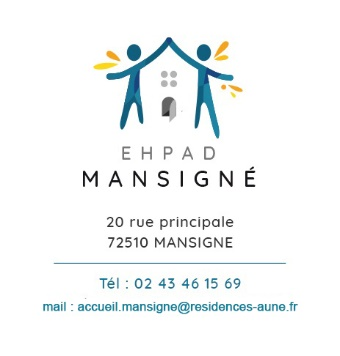 EHPAD
MANSIGNÉ
20 rue principale
72510 MANSIGNE
Tél : 02 43 46 15 69
mail : accueil.mansigne@residences-aune.fr